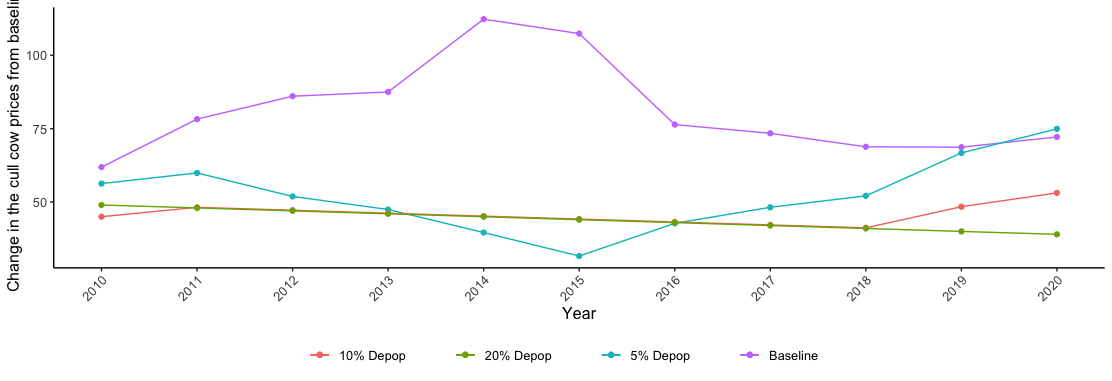 Change in the cull cow prices from baselin
100
75
50
2010 2011 2012 2013 2014 2015 2016 2017 2018 2019 2020
Year
10% Depop 20% Depop 5% Depop Baseline